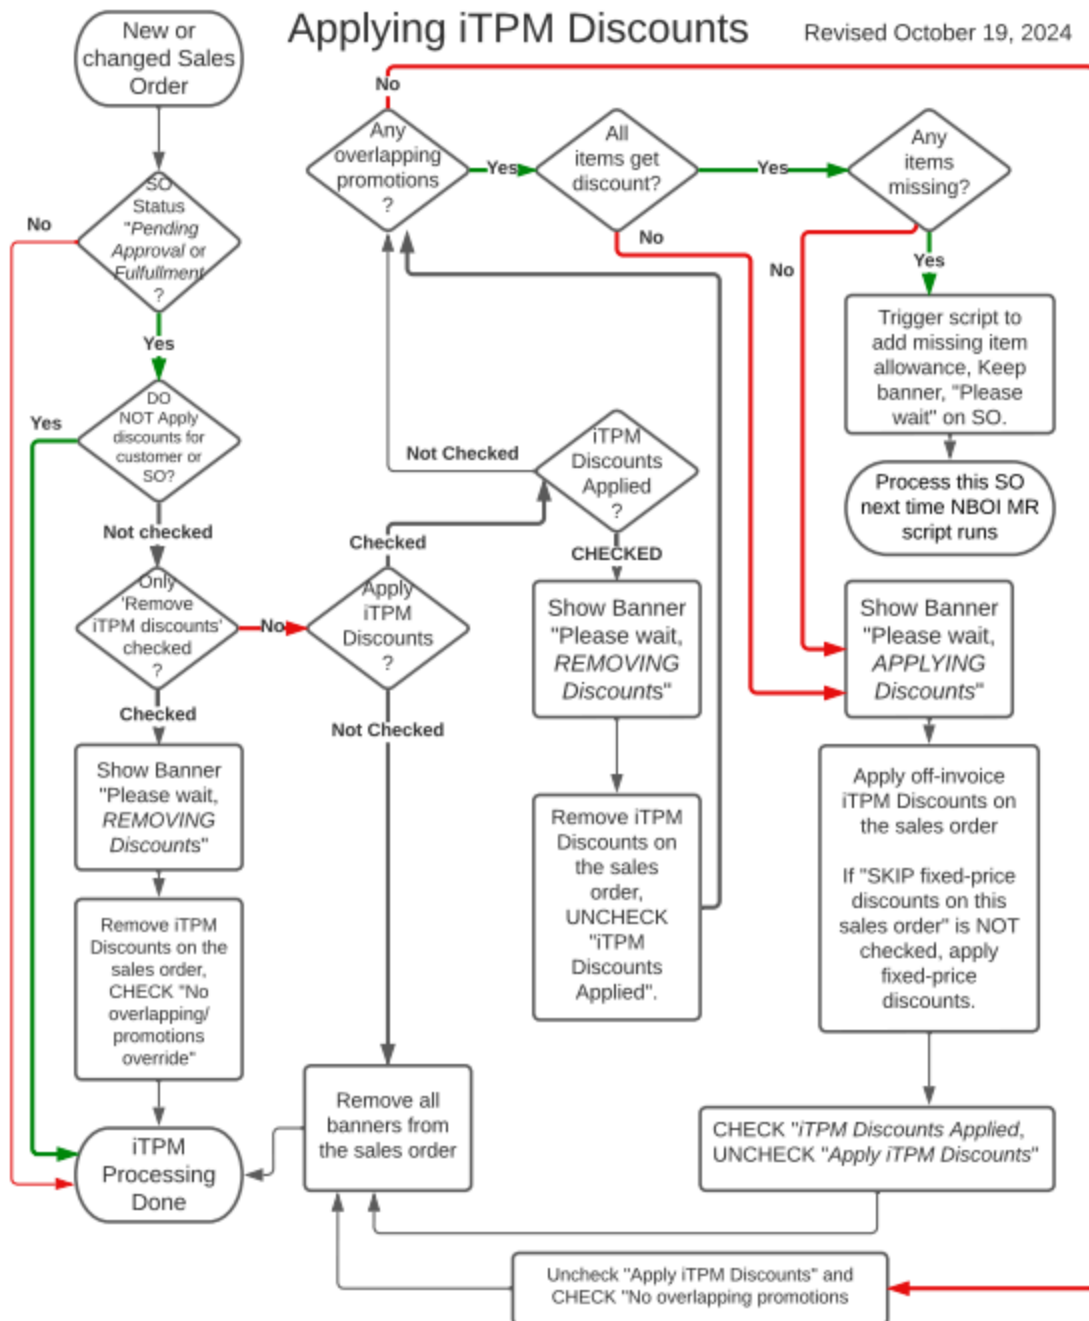 Applying iTPM Discounts
Revised October 19, 2024
New or
changed Sales
Order
SO
Status
"Pending
Approval or
Fulfullment
?
No
Yes
DO
NOT Apply
discounts for
customer or
SO?
Yes
Not checked
Only
'Remove
iTPM discounts'
checked
?
No
Checked
Show Banner
"Please wait,
REMOVING
Discounts"
Remove iTPM
Discounts on the
sales order,
CHECK "No
overlapping/
promotions
override"
iTPM
Processing
Done
Apply
iTPM
Discounts
?
Checked
Not Checked
Remove all
banners from
the sales order
iTPM
Discounts
Applied
?
Not Checked
CHECKED
Show Banner
"Please wait,
REMOVING
Discounts"
Remove iTPM
Discounts on
the sales
order,
UNCHECK
"iTPM
Discounts
Applied".
Any
overlapping
promotions
?
No
Yes
All
items get
discount?
No
Yes
Any
items
missing?
No
Yes
Trigger script to
add missing item
allowance, Keep
banner, "Please
wait" on SO.
Process this SO
next time NBOI MR
script runs
Show Banner
"Please wait,
APPLYING
Discounts"
Apply off-invoice
iTPM Discounts on
the sales order
If "SKIP fixed-price
discounts on this
sales order" is NOT
checked, apply
fixed-price
discounts.
CHECK "iTPM Discounts Applied,
UNCHECK "Apply iTPM Discounts"
Uncheck "Apply iTPM Discounts" and
CHECK "No overlapping promotions